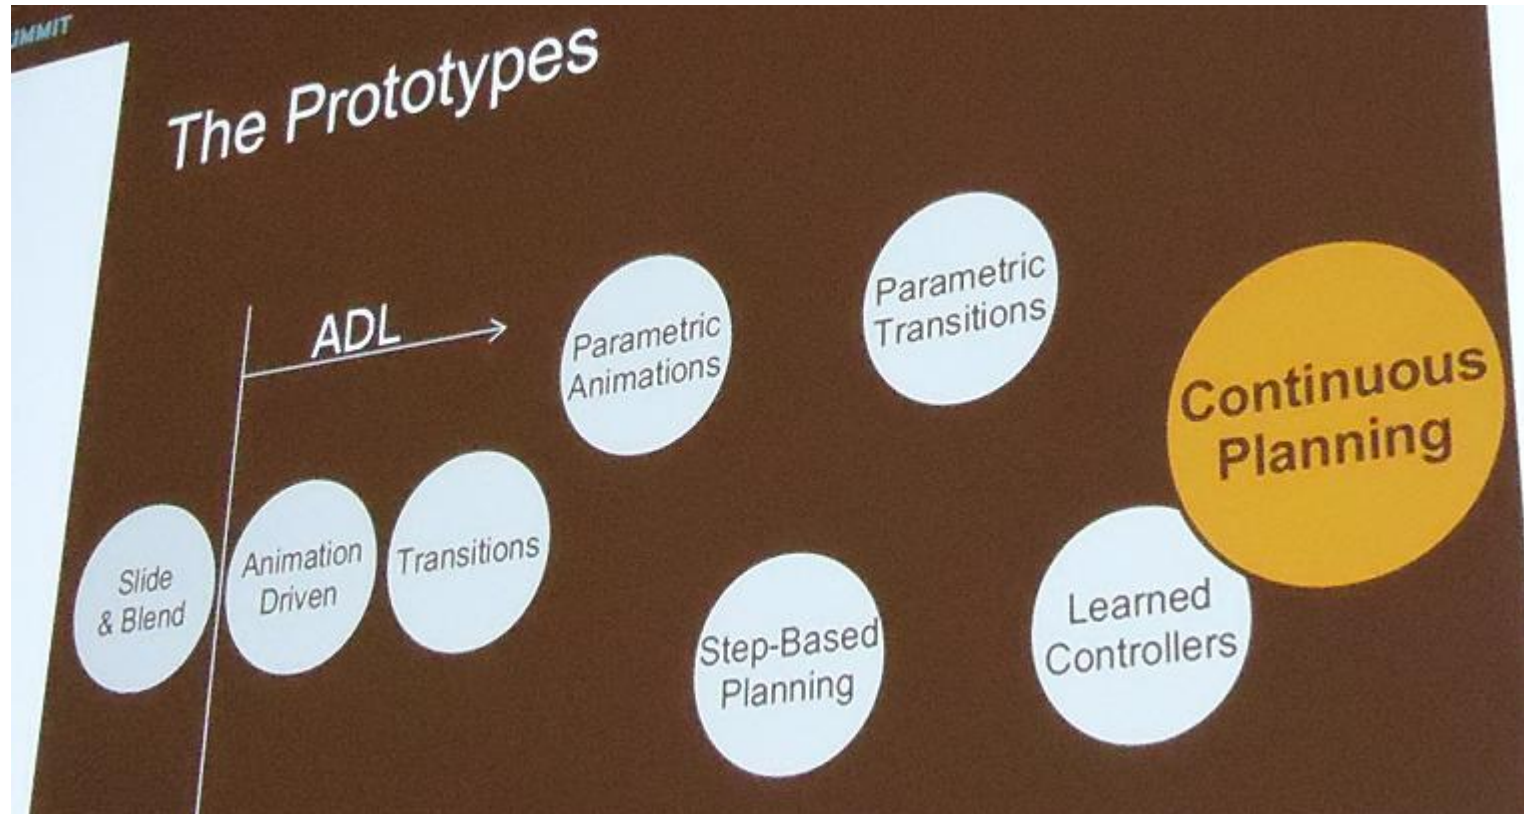 The Prototypes
ADL
Parametric
Animations
Parametric
Transitions
Continuous
Planning
Slide
& Blend
Animation
Driven
Transitions
Step-Based
Planning
Learned
Controllers